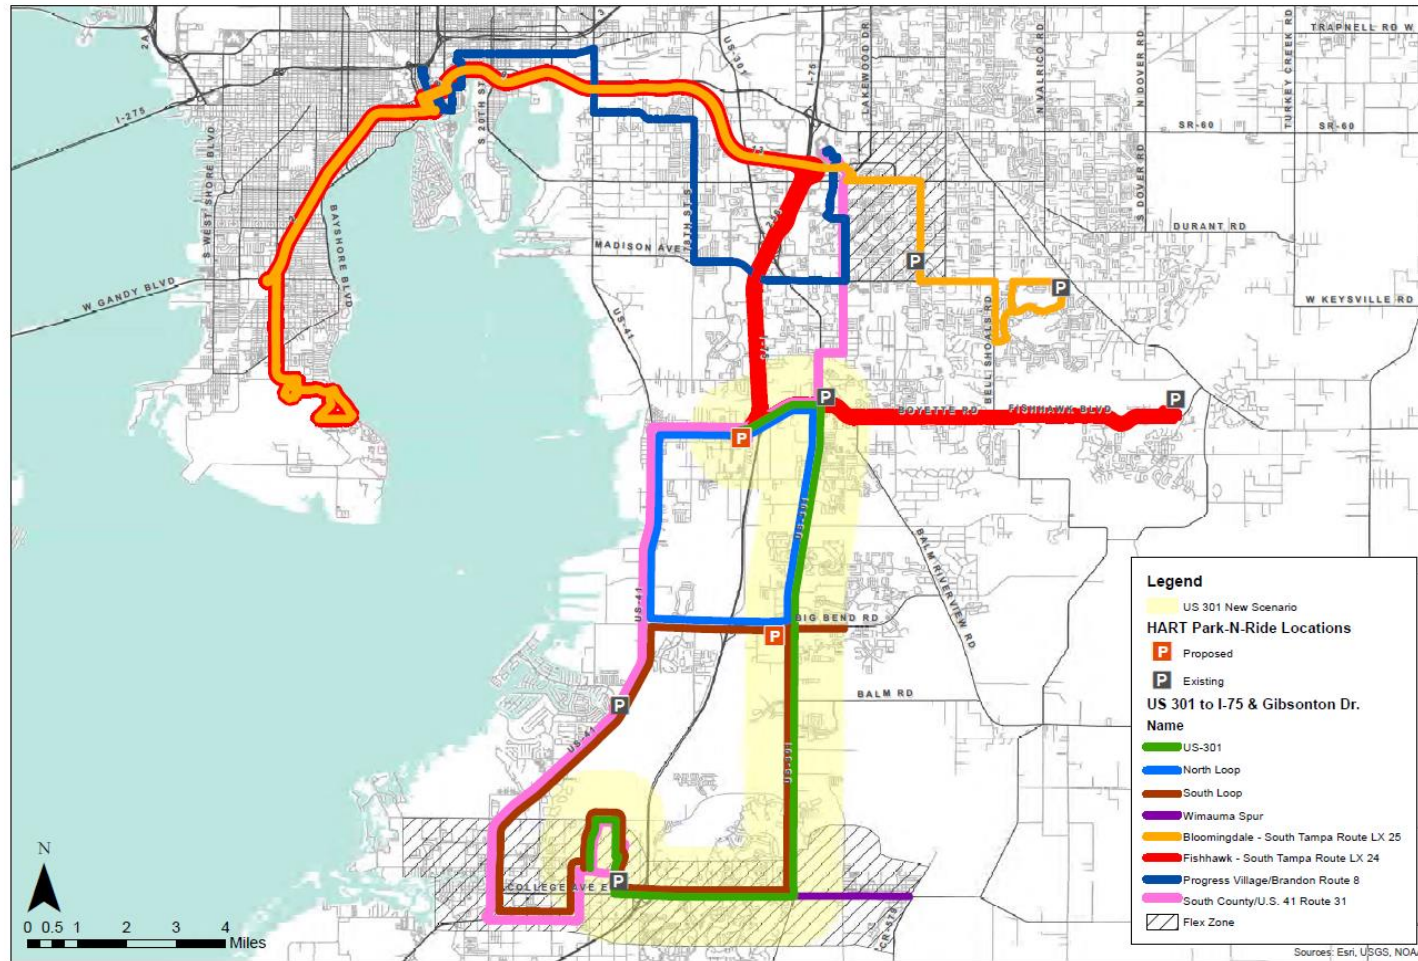 TRAPNELL RD W
2A
3
US-301
I-75
LAKEWOOD DR
N VALRICO RD
N DOVER RD
TURKEY CREEK RD
I-275
S 20TH ST
SR-60
SR-60
S WEST SHORE BLVD
BAYSHORE BLVD
78TH ST S
MADISON AVE
S DOVER RD
DURANT RD
W GANDY BLVD
W KEYSVILLE RD
P
P
US-41
I-75
BELL SHOALS RD
P
P
BOYETTE RD
FISHHAWK BLVD
P
US-301
BALM RIVERVIEW RD
US-41
BIG BEND RD
P
BALM RD
P
US-41
US-301
COLLEGE AVE E
P
CR-579
Legend
US 301 New Scenario
HART Park-N-Ride Locations
P Proposed
P Existing
US 301 to I-75 & Gibsonton Dr.
Name
US-301
North Loop
South Loop
Wimauma Spur
Bloomingdale - South Tampa Route LX 25
Fishhawk - South Tampa Route LX 24
Progress Village/Brandon Route 8
South County/U.S. 41 Route 31
Flex Zone
N
0 0.5 1 2 3 4
Miles
Sources: Esri, USGS, NOA